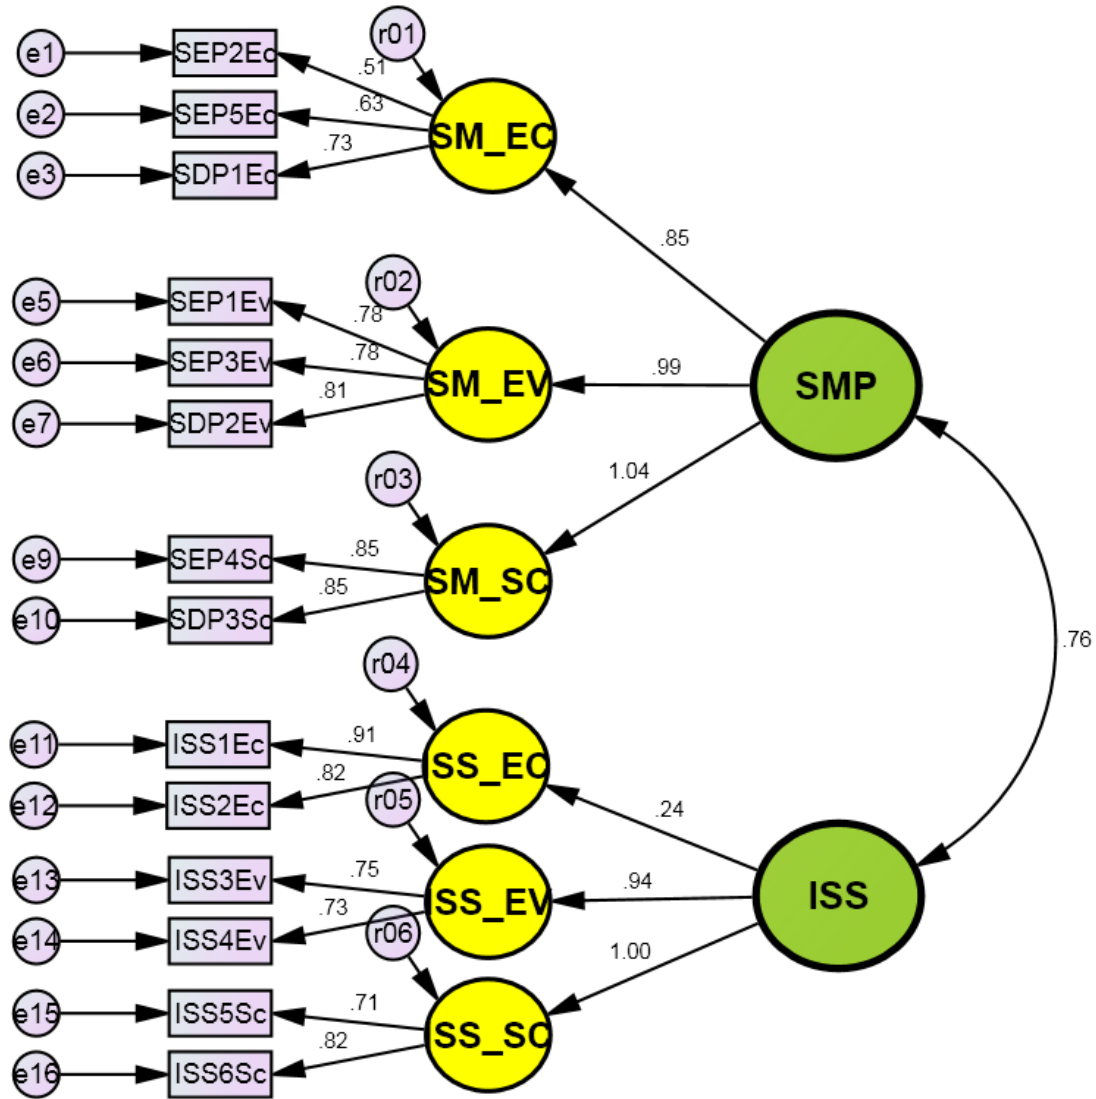 r01
e1 SEP2Ec .51
e2 SEP5Ec .63 SM_EC
e3 SDP1Ec .73
.85
r02
e5 SEP1Ev .78
e6 SEP3Ev .78 SM_EV .99 SMP
e7 SDP2Ev .81
r03 1.04
e9 SEP4Sc .85
e10 SDP3Sc .85 SM_SC
.76
r04
e11 ISS1Ec .91
e12 ISS2Ec .82 ISS_EC
r05 .24
e13 ISS3Ev .75
e14 ISS4Ev .73 ISS_EV .94 ISS
r06 1.00
e15 ISS5Sc .71
e16 ISS6Sc .82 SS_SC